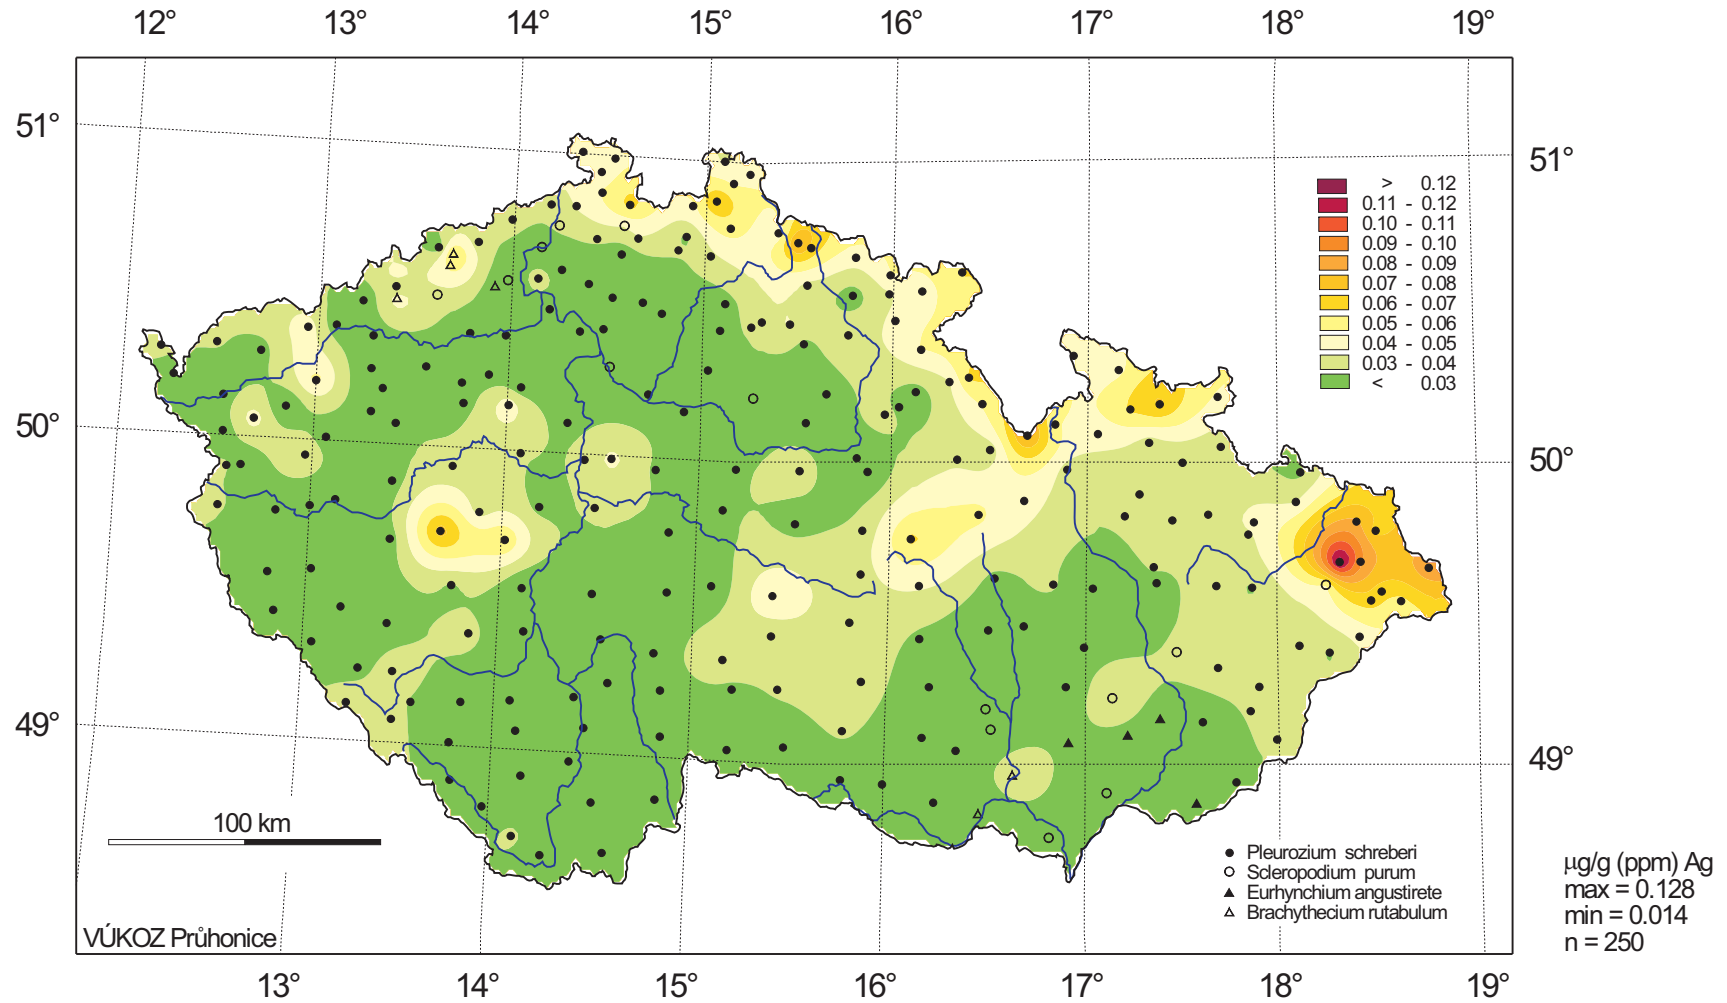 12° 13° 14° 15° 16° 17° 18° 19°
51°
51°
50°
50°
49°
49°
> 0.12
0.11 - 0.12
0.10 - 0.11
0.09 - 0.10
0.08 - 0.09
0.07 - 0.08
0.06 - 0.07
0.05 - 0.06
0.04 - 0.05
0.03 - 0.04
< 0.03
100 km
Pleurozium schreberi
Scleropodium purum
Eurhynchium angustirete
Brachythecium rutabulum
µg/g (ppm) Ag
max = 0.128
min = 0.014
n = 250
VÚKOZ Průhonice
13° 14° 15° 16° 17° 18° 19°